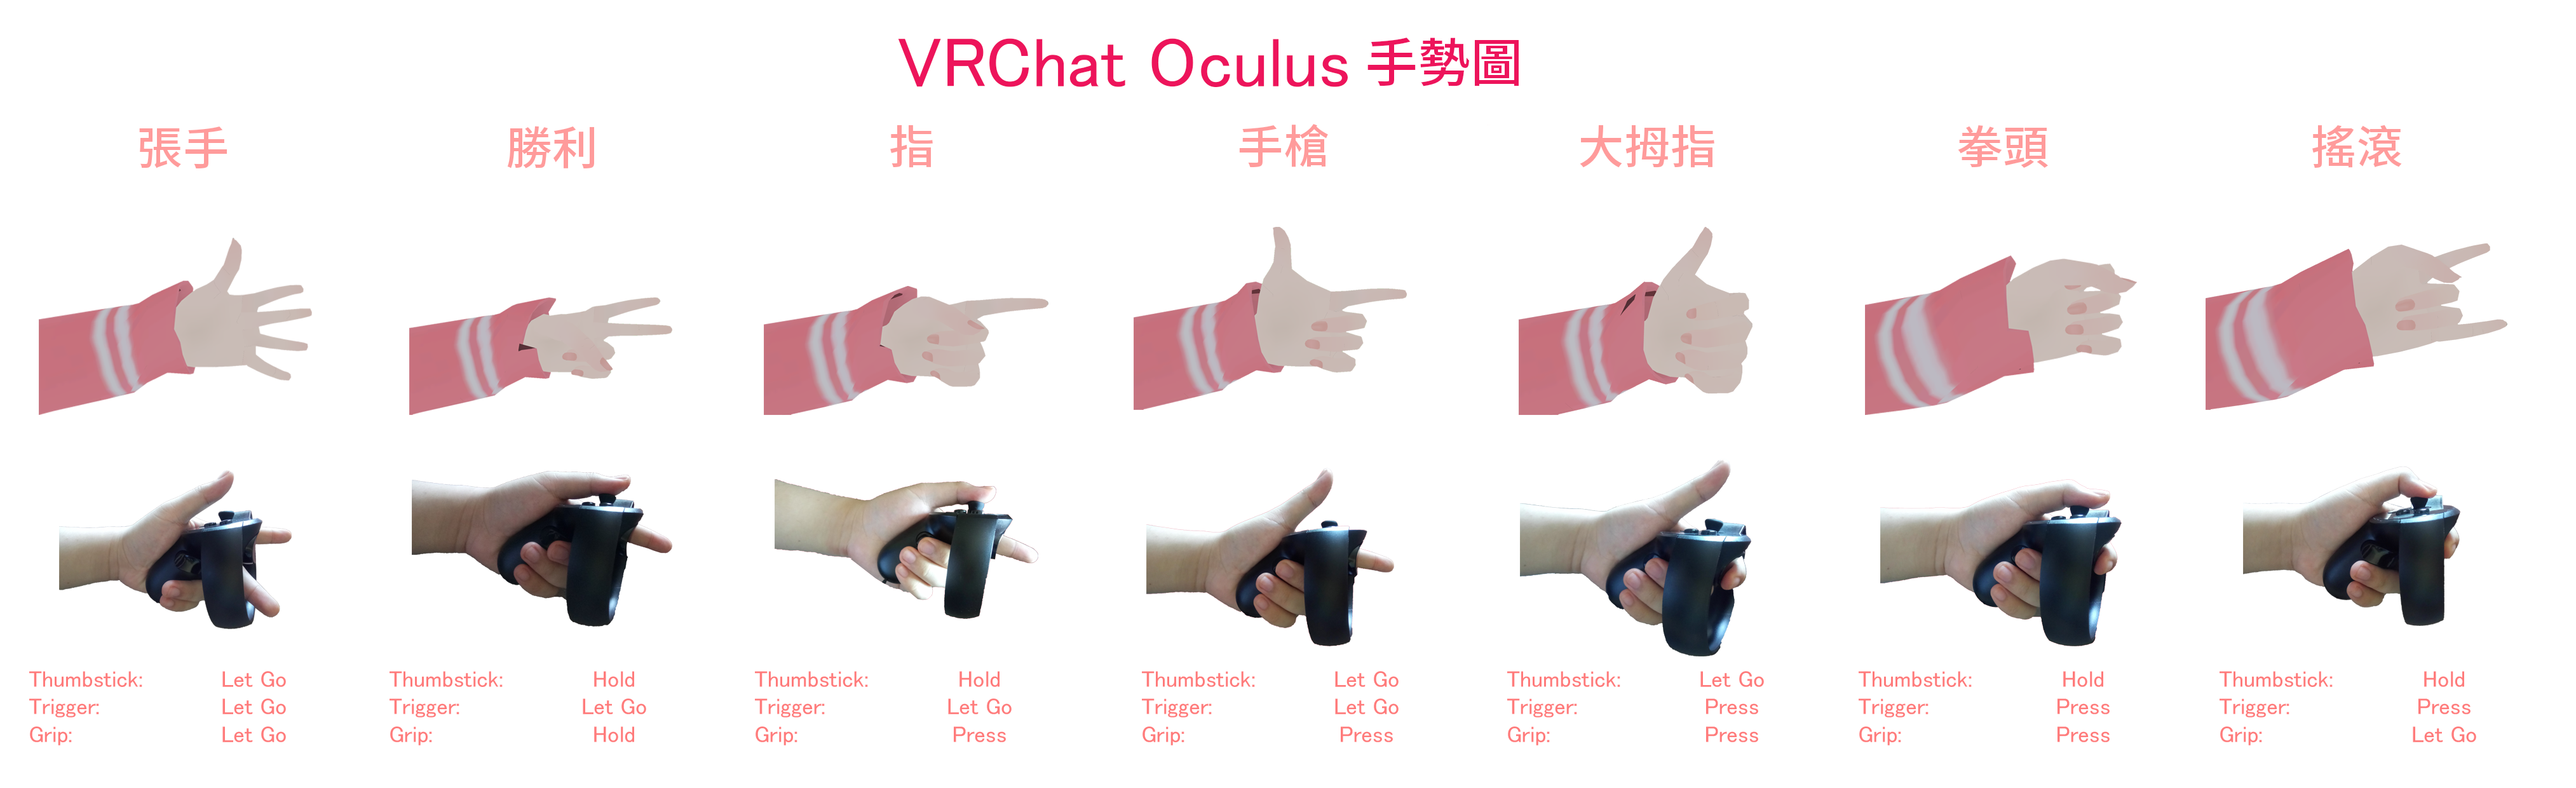 VRChat Oculus 手勢圖
張手
勝利
指
手槍
大拇指
拳頭
搖滾
Thumbstick: Let Go
Trigger: Let Go
Grip: Let Go
Thumbstick: Hold
Trigger: Let Go
Grip: Hold
Thumbstick: Hold
Trigger: Let Go
Grip: Press
Thumbstick: Let Go
Trigger: Let Go
Grip: Press
Thumbstick: Let Go
Trigger: Press
Grip: Press
Thumbstick: Hold
Trigger: Press
Grip: Press
Thumbstick: Hold
Trigger: Press
Grip: Let Go